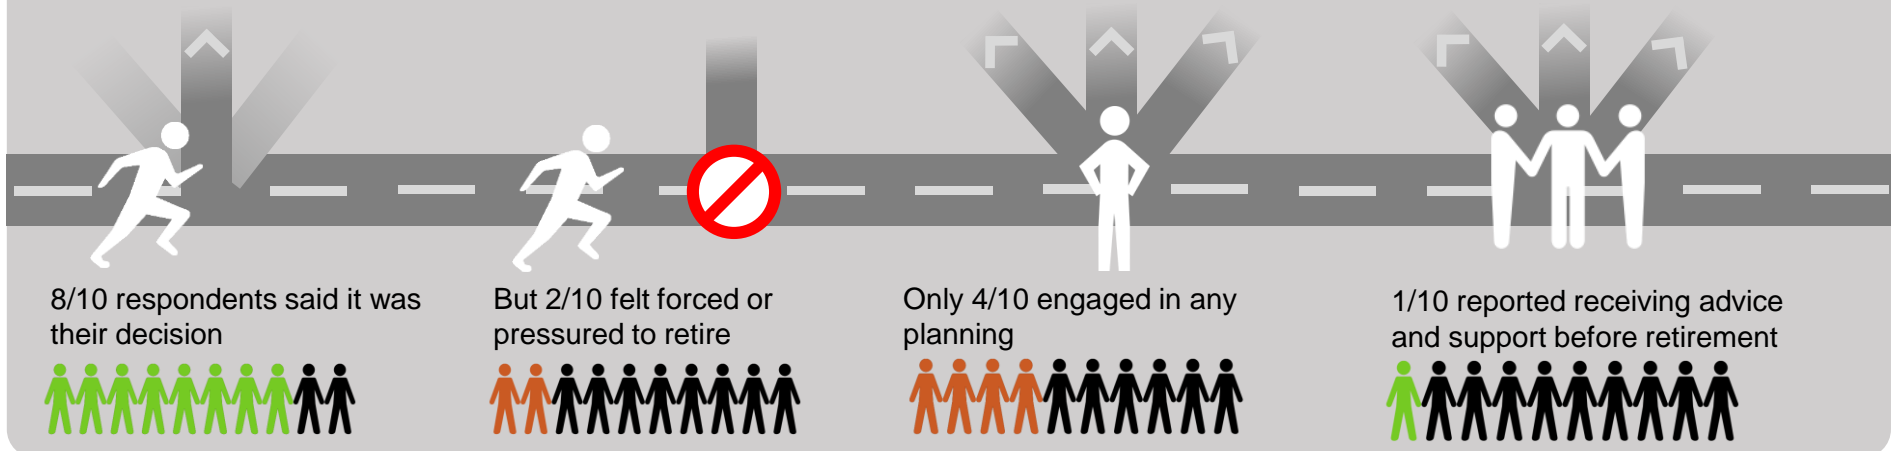 8/10 respondents said it was
their decision
But 2/10 felt forced or
pressured to retire
Only 4/10 engaged in any
planning
1/10 reported receiving advice
and support before retirement